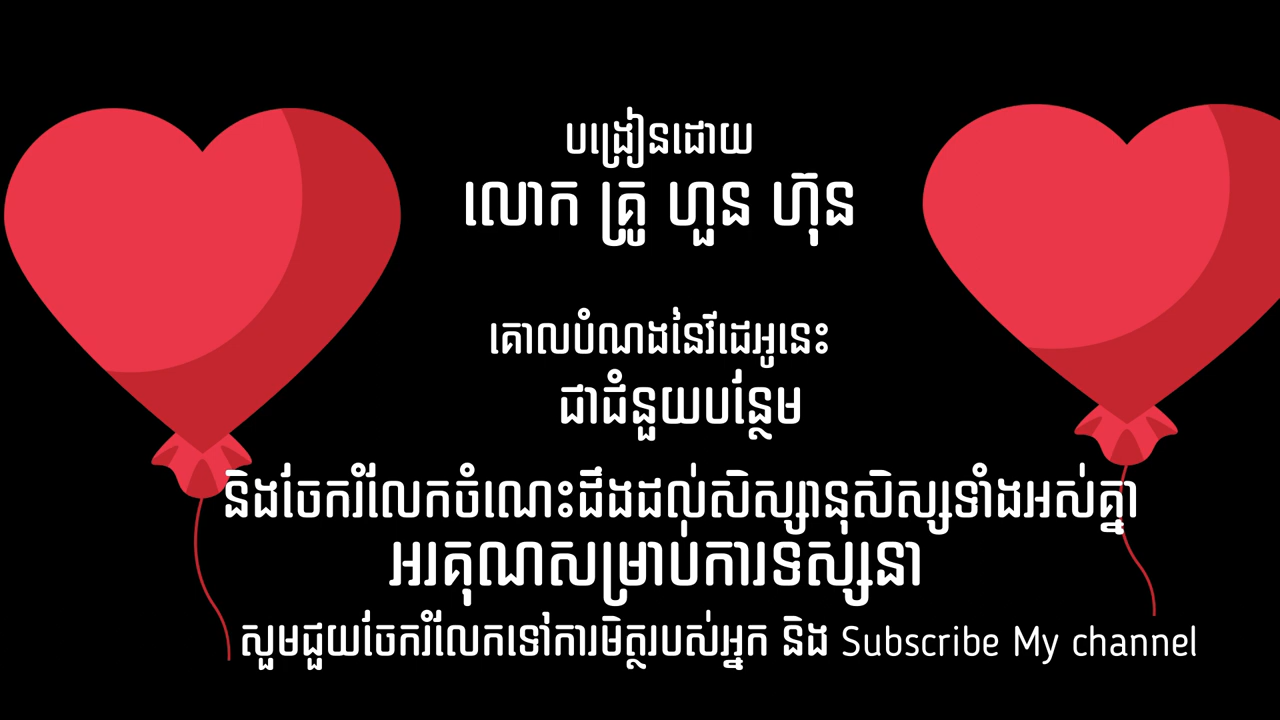 បង្រៀនដោយ
លោក គ្រូ ហួន ហ៊ុន
គោលបំណងនៃវីដេអូនេះ
ជាជំនួយបន្ថែម
និងចែករំលែកចំណេះដឹងដល់សិស្សានុសិស្សទាំងអស់គ្នា
អរគុណសម្រាប់ការទស្សនា
សួមជួយចែករំលែកទៅការមិត្តរបស់អ្នក និង Subscribe My channel